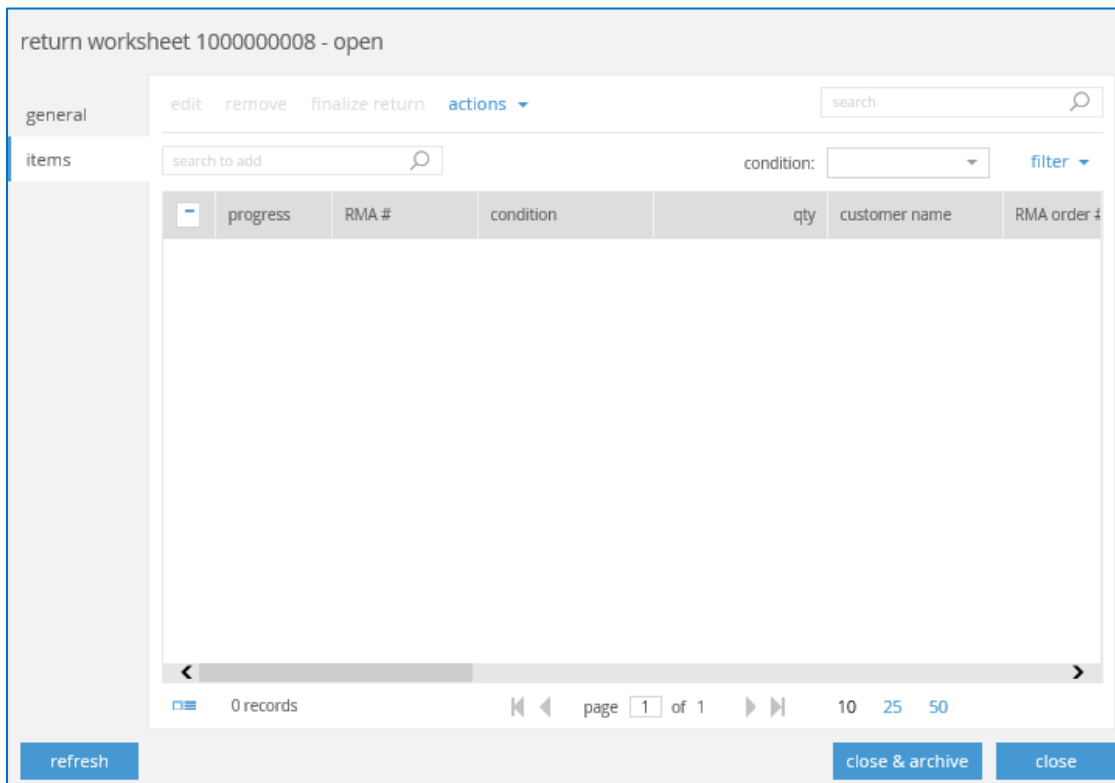 return worksheet 1000000008 - open
general
items
edit remove finalize return actions
search
search to add
condition:
filter
progress RMA # condition qty customer name RMA order #
0 records
page 1 of 1
10 25 50
refresh
close & archive
close